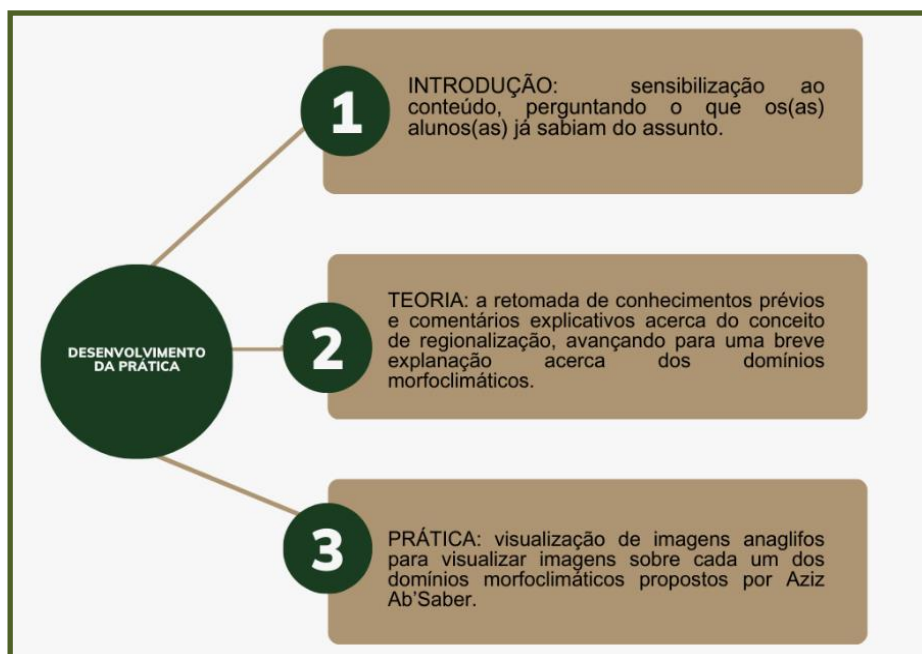 DESENVOLVIMENTO
DA PRÁTICA
1
INTRODUÇÃO: sensibilização ao
conteúdo, perguntando o que os(as)
alunos(as) já sabiam do assunto.
2
TEORIA: a retomada de conhecimentos prévios
e comentários explicativos acerca do conceito
de regionalização, avançando para uma breve
explanação acerca dos domínios
morfoclimáticos.
3
PRÁTICA: visualização de imagens anaglifos
para visualizar imagens sobre cada um dos
domínios morfoclimáticos propostos por Aziz
Ab’Saber.